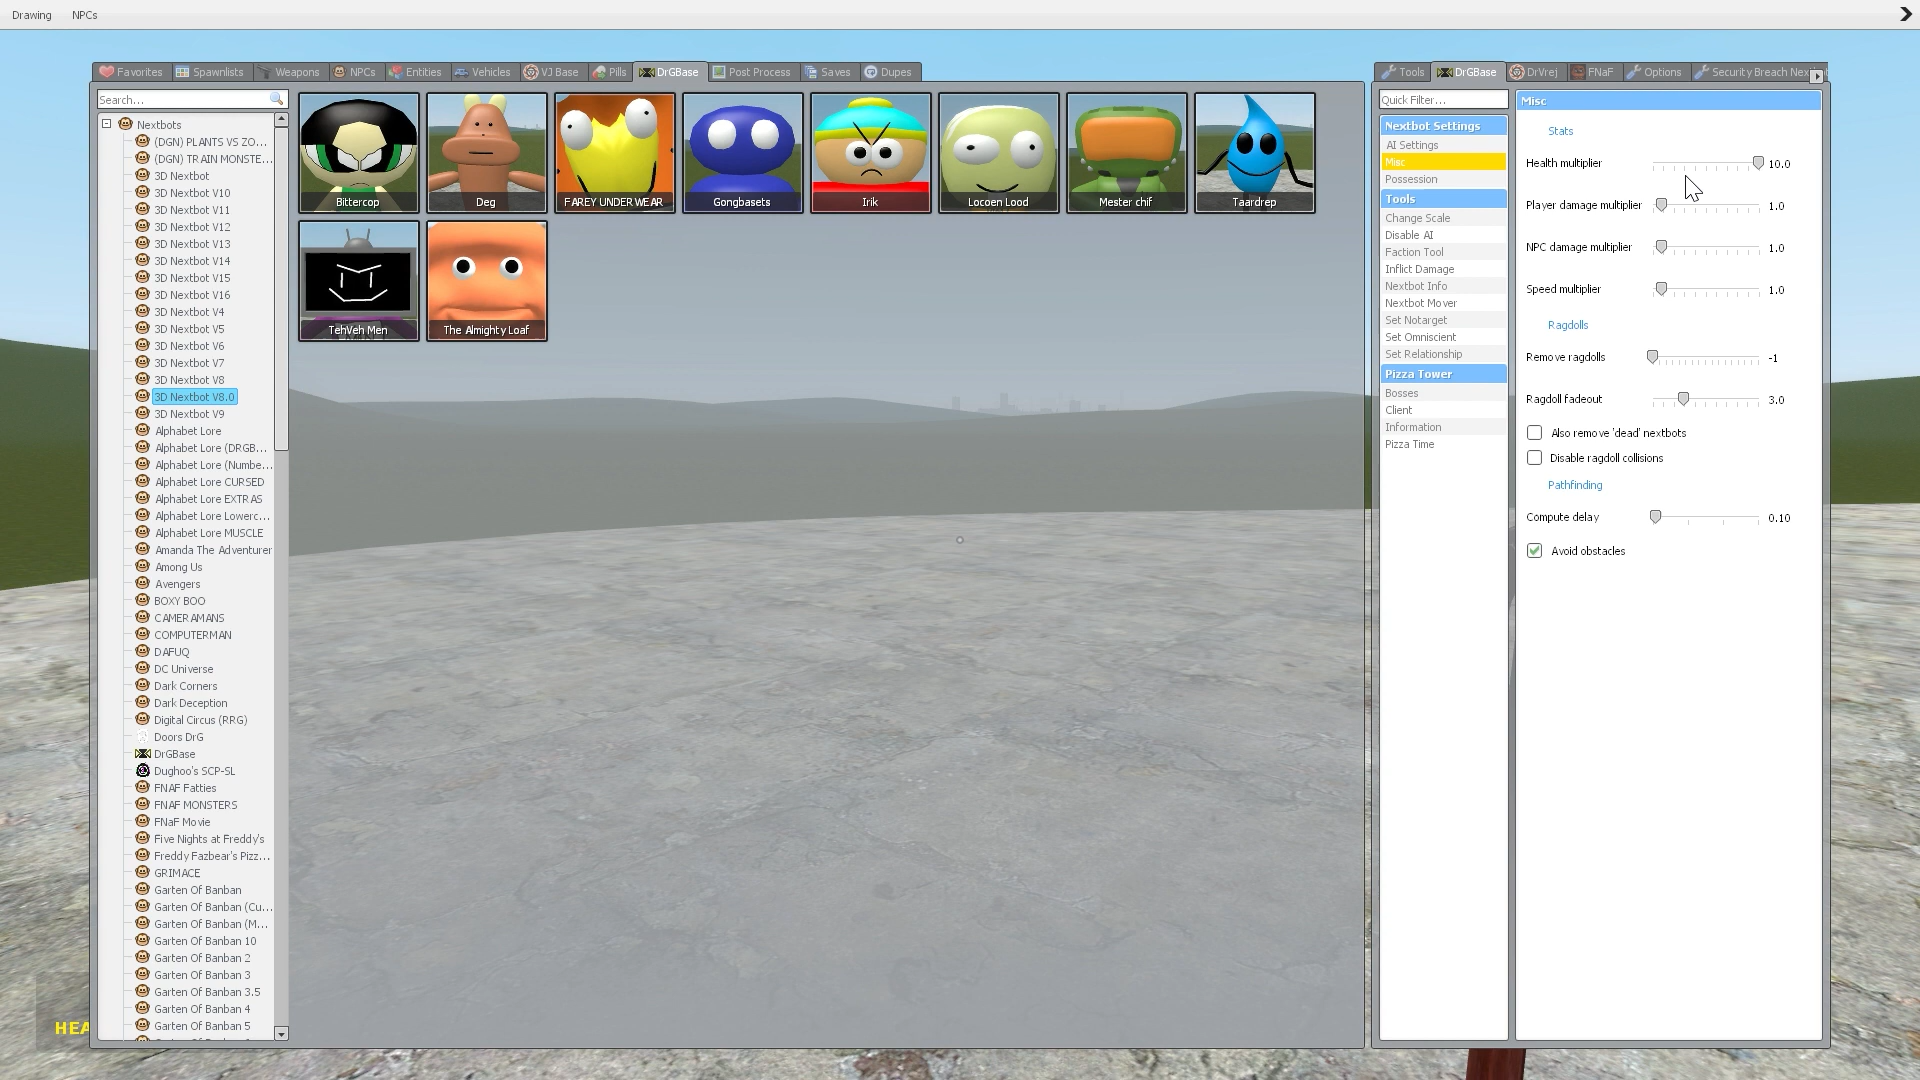 Drawing NPCs
Favorites Spawnlists Weapons NPCs Entities Vehicles VJ Base Pills DrGBase Post Process Saves Dupes
Search...
Nextbots
(DGN) PLANTS VS ZO...
(DGN) TRAIN MONSTE...
3D Nextbot
3D Nextbot V10
3D Nextbot V11
3D Nextbot V12
3D Nextbot V13
3D Nextbot V14
3D Nextbot V15
3D Nextbot V16
3D Nextbot V4
3D Nextbot V5
3D Nextbot V6
3D Nextbot V7
3D Nextbot V8
3D Nextbot V8.0
3D Nextbot V9
Alphabet Lore
Alphabet Lore (DRGB...
Alphabet Lore (Numbe...
Alphabet Lore CURSED
Alphabet Lore EXTRAS
Alphabet Lore Lowerc...
Alphabet Lore MUSCLE
Amanda The Adventurer
Among Us
Avengers
BOXY BOO
CAMERAMANS
COMPUTERMAN
DAFUQ
DC Universe
Dark Corners
Dark Deception
Digital Circus (RRG)
Doors DrG
DrGBase
Dughoo's SCP-SL
FNAF Fatties
FNAF MONSTERS
FNaF Movie
Five Nights at Freddy's
Freddy Fazbear's Pizz...
GRIMACE
Garten Of Banban
Garten Of Banban (Cu...
Garten Of Banban (M...
Garten Of Banban 10
Garten Of Banban 2
Garten Of Banban 3
Garten Of Banban 3.5
Garten Of Banban 4
Garten Of Banban 5
Bittercop Deg FAREY UNDERWEAR Gongbasets Irik Locoen Lood Mester chif Taardrep
TehVeh Men The Almighty Loaf
HEA
Tools DrGBase DrVrej FNaF Options Security Breach Nex
Quick Filter...
Nextbot Settings
AI Settings
Misc
Possession
Tools
Change Scale
Disable AI
Faction Tool
Inflict Damage
Nextbot Info
Nextbot Mover
Set Notarget
Set Omniscient
Set Relationship
Pizza Tower
Bosses
Client
Information
Pizza Time
Misc
Stats
Health multiplier 10.0
Player damage multiplier 1.0
NPC damage multiplier 1.0
Speed multiplier 1.0
Ragdolls
Remove ragdolls -1
Ragdoll fadeout 3.0
Also remove 'dead' nextbots
Disable ragdoll collisions
Pathfinding
Compute delay 0.10
Avoid obstacles